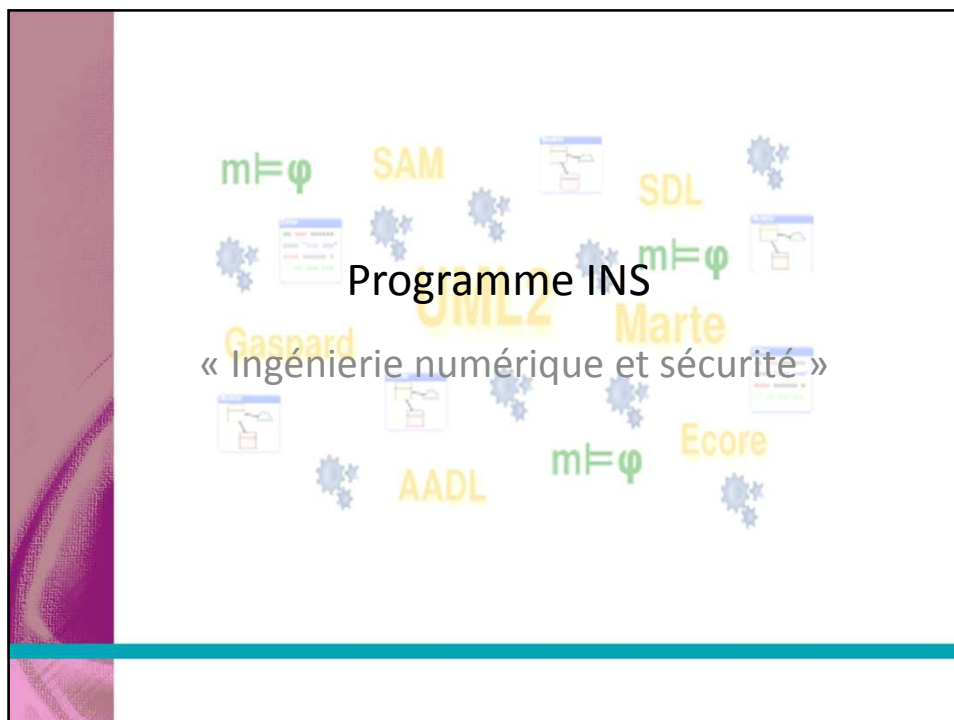 m⊨φ
SAM
SDL
m⊨φ
Programme INS
UML2
Marte
Gaspard
« Ingénierie numérique et sécurité »
Ecore
m⊨φ
AADL